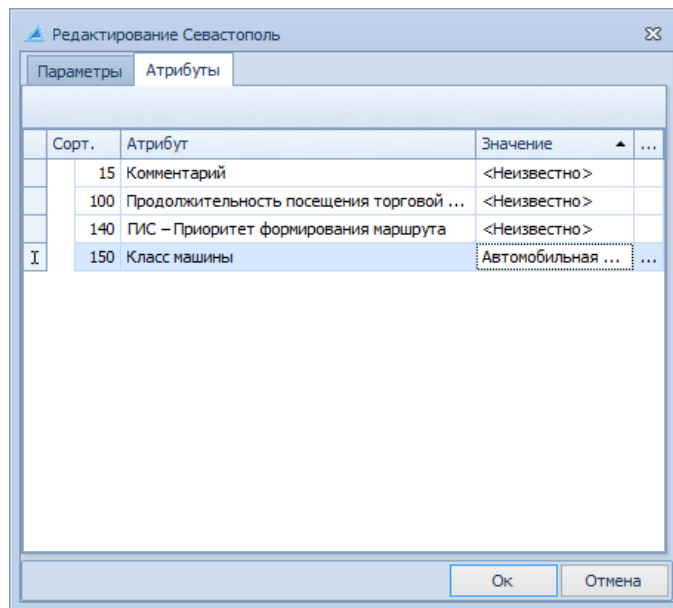 Редактирование Севастополь
Параметры Атрибуты
Сорт. Атрибут Значение ...
15 Комментарий <Неизвестно>
100 Продолжительность посещения торговой ... <Неизвестно>
140 ПИС – Приоритет формирования маршрута <Неизвестно>
150 Класс машины Автомобильная ... ...
Ок Отмена